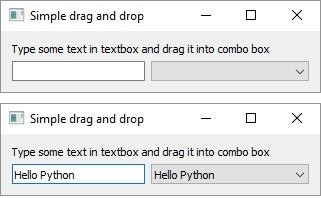 Simple drag and drop
Type some text in textbox and drag it into combo box
Simple drag and drop
Type some text in textbox and drag it into combo box
Hello Python Hello Python